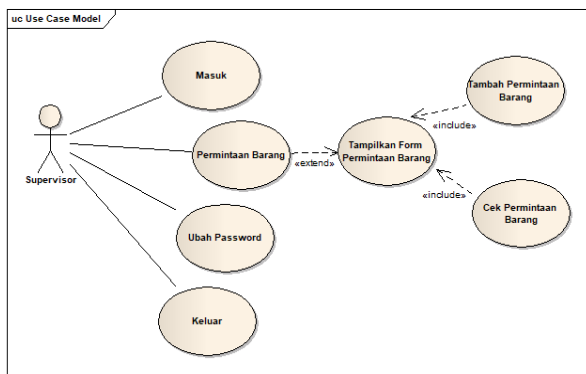 uc Use Case Model
Masuk
Supervisor
Permintaan Barang
«extend»
Tampilkan Form
Permintaan Barang
Tambah Permintaan
Barang
«include»
Cek Permintaan
Barang
«include»
Ubah Password
Keluar